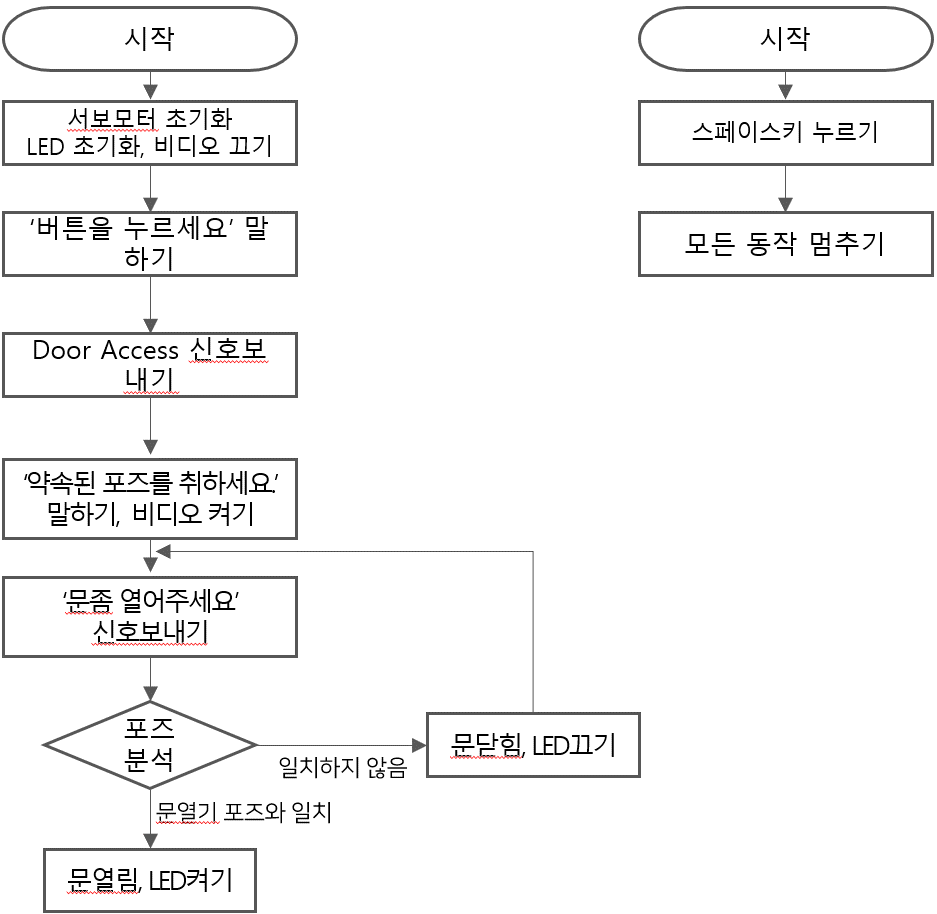 시작
서보모터 초기화
LED 초기화, 비디오 끄기
‘버튼을 누르세요’ 말
하기
Door Access 신호보
내기
‘약속된 포즈를 취하세요.’
말하기, 비디오 켜기
‘문좀 열어주세요’
신호보내기
포즈
분석
일치하지 않음
문닫힘, LED끄기
문열기 포즈와 일치
문열림, LED켜기
시작
스페이스키 누르기
모든 동작 멈추기